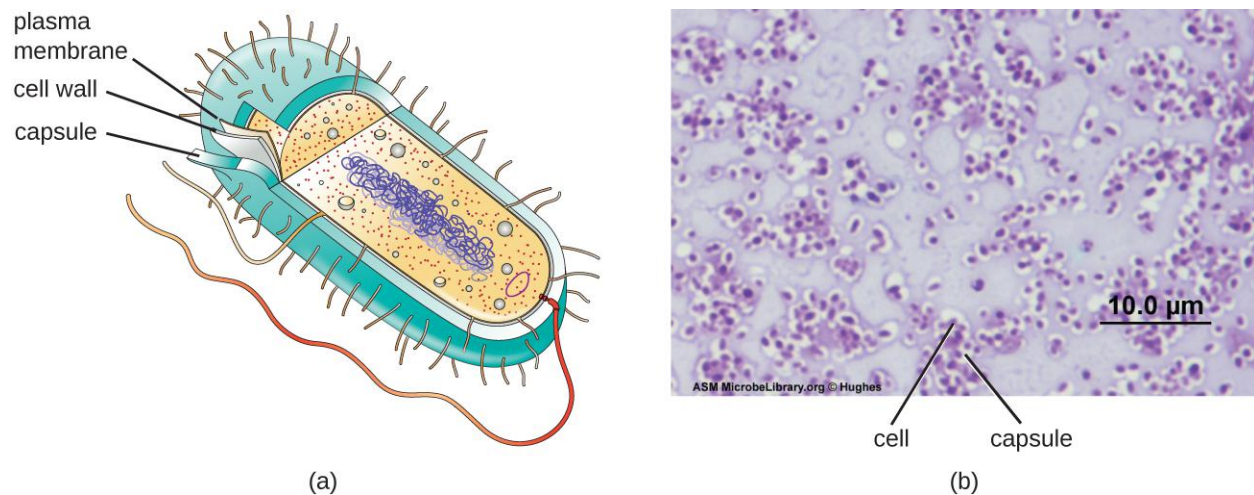 plasma
membrane
cell wall
capsule
10.0 µm
ASM MicrobeLibrary.org © Hughes
cell
capsule
(a)
(b)